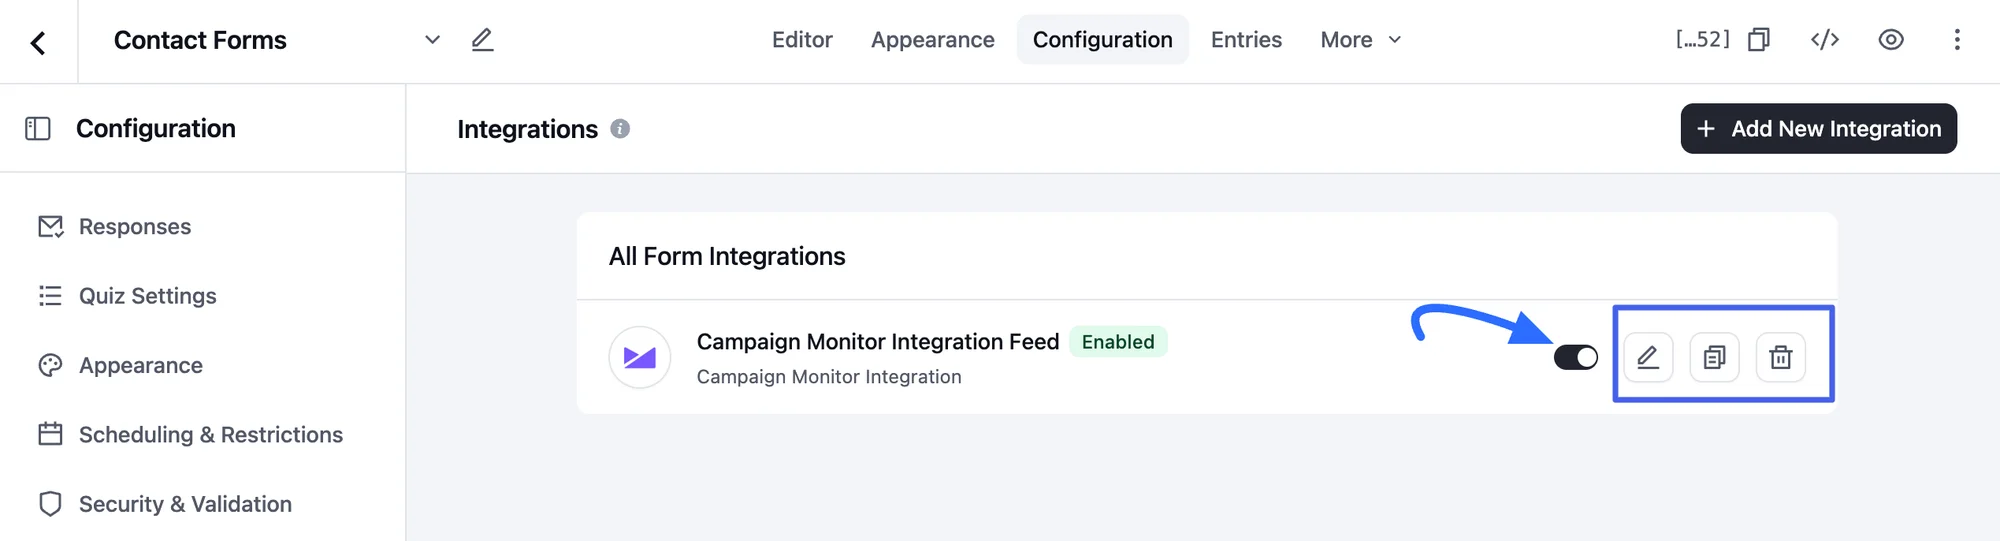 Contact Forms
Editor Appearance Configuration Entries More
[…52]
Configuration
Integrations
+ Add New Integration
Responses
Quiz Settings
Appearance
Scheduling & Restrictions
Security & Validation
All Form Integrations
Campaign Monitor Integration Feed Enabled
Campaign Monitor Integration